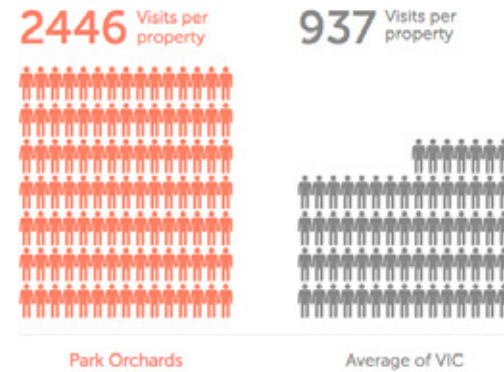 2446 Visits per
property
937 Visits per
property
Park Orchards
Average of VIC